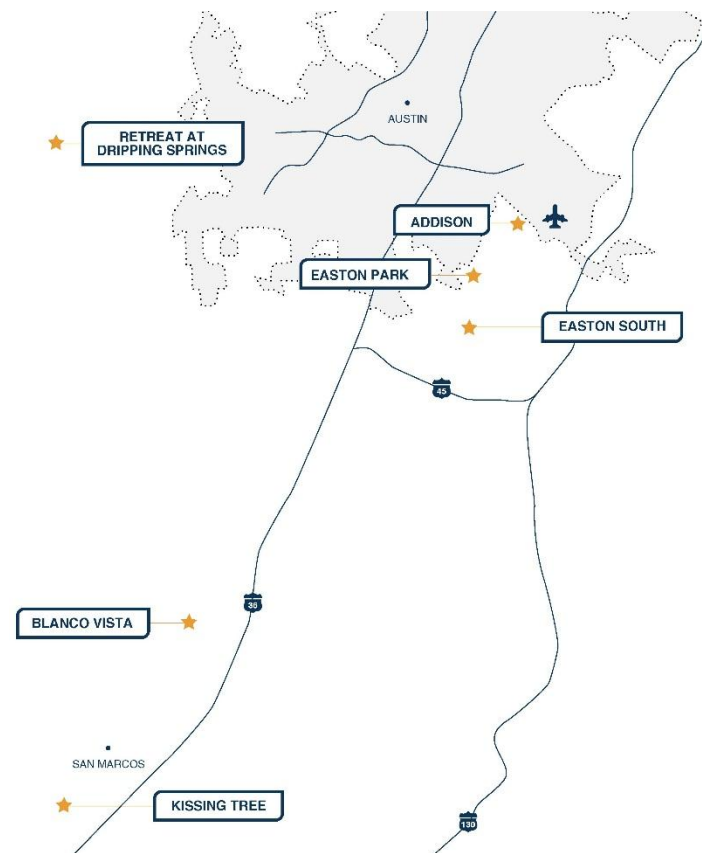 AUSTIN
RETREAT AT
DRIPPING SPRINGS
ADDISON
EASTON PARK
EASTON SOUTH
45
35
BLANCO VISTA
SAN MARCOS
KISSING TREE
130